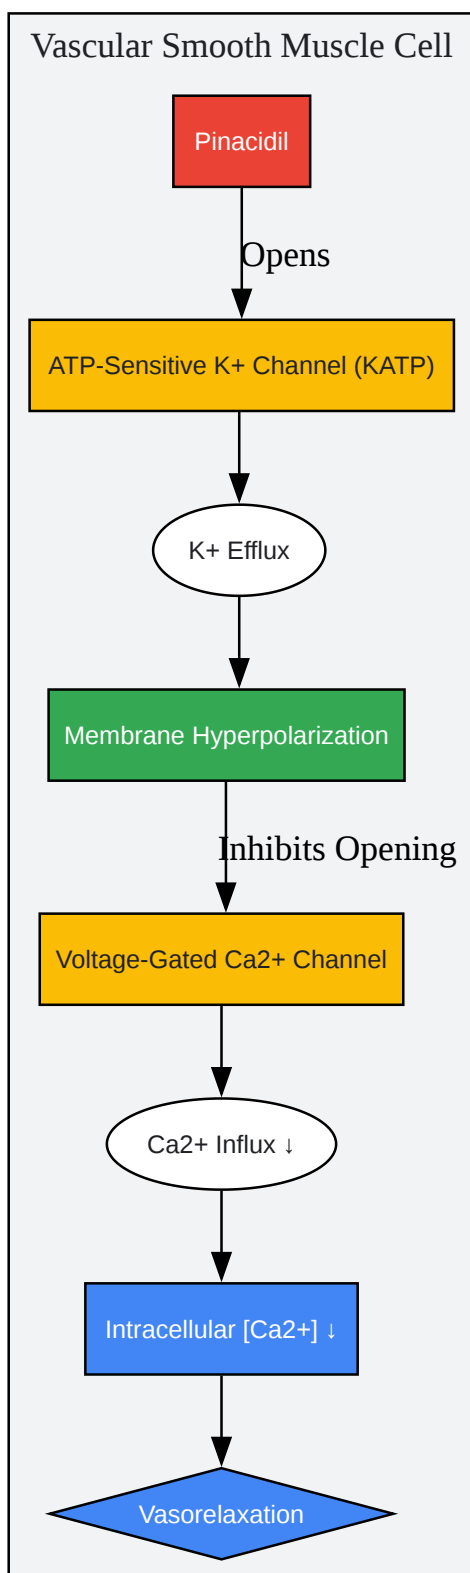 Vascular Smooth Muscle Cell
Pinacidil
Opens
ATP-Sensitive K+ Channel (KATP)
K+ Efflux
Membrane Hyperpolarization
Inhibits Opening
Voltage-Gated Ca2+ Channel
Ca2+ Influx ↓
Intracellular [Ca2+] ↓
Vasorelaxation